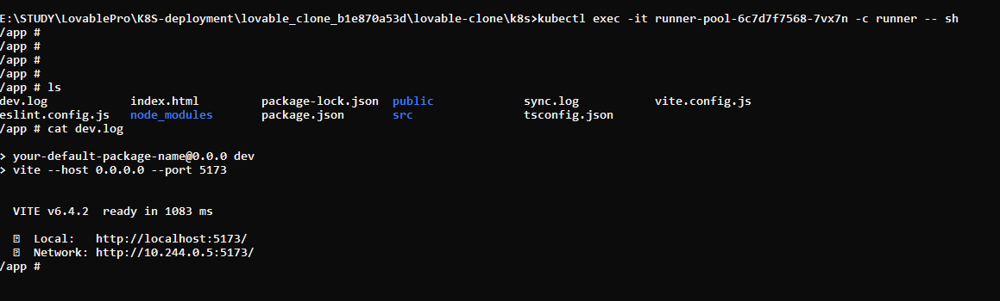 E:\STUDY\LovablePro\K8S-deployment\lovable_clone_b1e870a53d\lovable-clone\k8s>kubectl exec -it runner-pool-6c7d7f7568-7vx7n -c runner -- sh
/app #
/app #
/app #
/app #
/app # ls
dev.log index.html package-lock.json public sync.log vite.config.js
eslint.config.js node_modules package.json src tsconfig.json
/app # cat dev.log
> your-default-package-name@0.0.0 dev
> vite --host 0.0.0.0 --port 5173
VITE v6.4.2 ready in 1083 ms
Local: http://localhost:5173/
Network: http://10.244.0.5:5173/
/app #